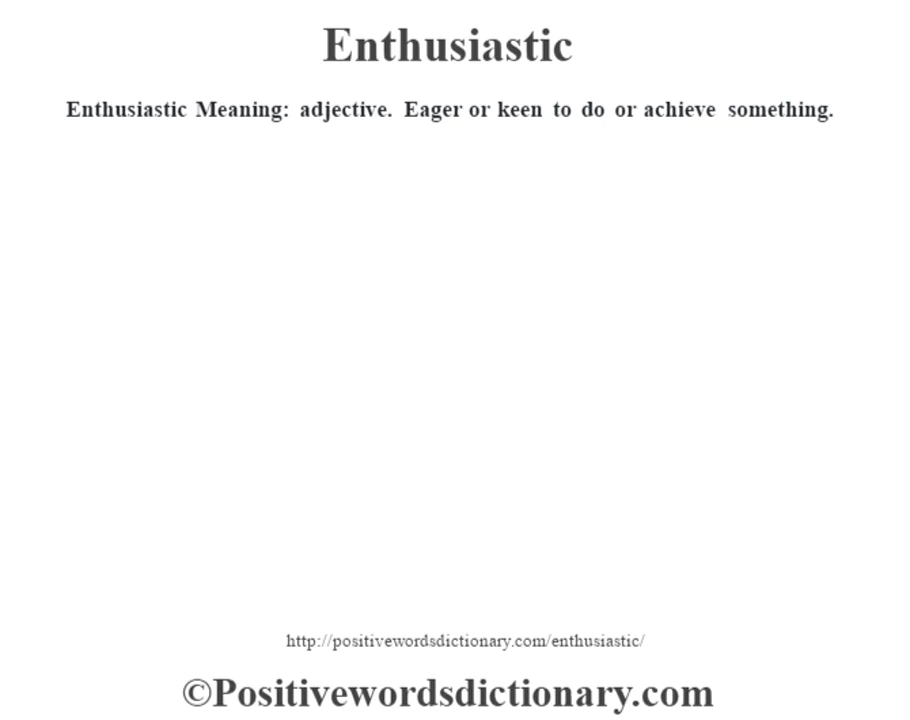 Enthusiastic
Enthusiastic Meaning: adjective. Eager or keen to do or achieve something.
http://positivewordsdictionary.com/enthusiastic/
©Positivewordsdictionary.com